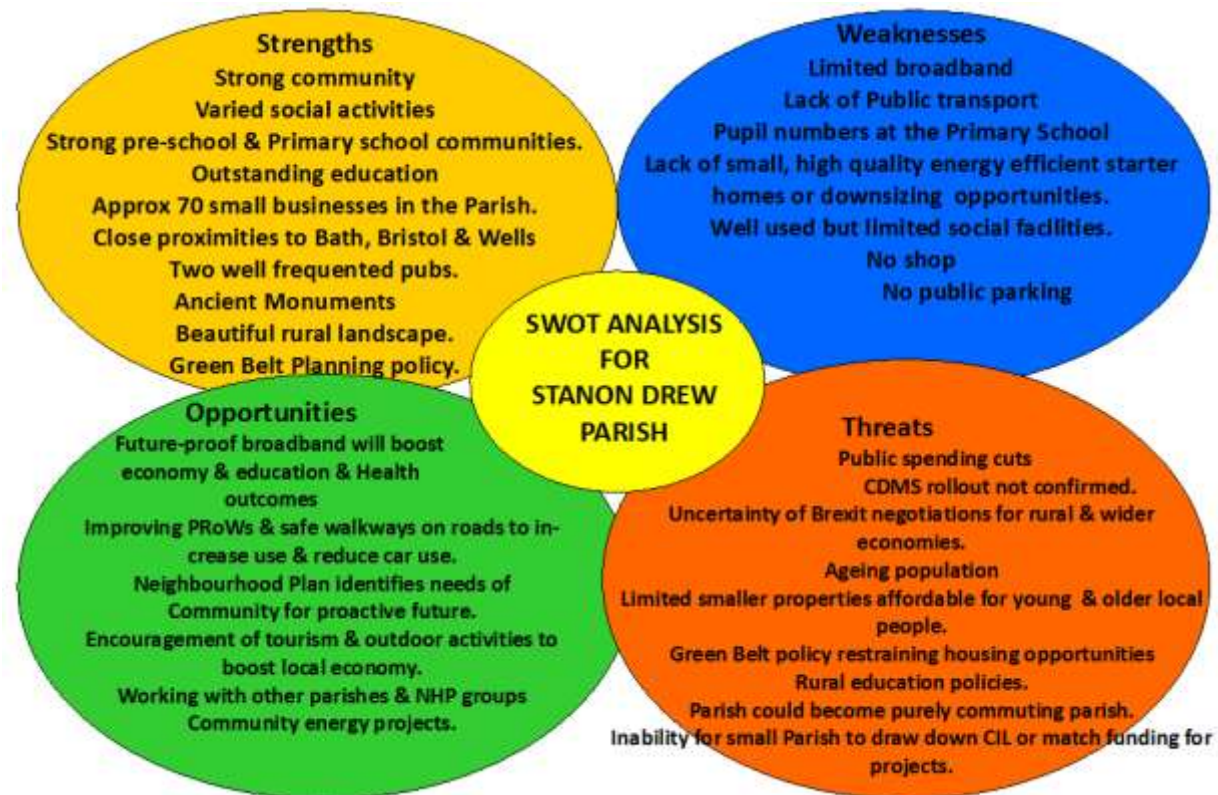 Strengths
Strong community
Varied social activities
Strong pre-school & Primary school communities.
Outstanding education
Approx 70 small businesses in the Parish.
Close proximities to Bath, Bristol & Wells
Two well frequented pubs.
Ancient Monuments
Beautiful rural landscape.
Green Belt Planning policy.
Weaknesses
Limited broadband
Lack of Public transport
Pupil numbers at the Primary School
Lack of small, high quality energy efficient starter
homes or downsizing opportunities.
Well used but limited social facilities.
No shop
No public parking
SWOT ANALYSIS
FOR
STANON DREW
PARISH
Opportunities
Future-proof broadband will boost
economy & education & Health
outcomes
Improving PRoWs & safe walkways on roads to in-
crease use & reduce car use.
Neighbourhood Plan identifies needs of
Community for proactive future.
Encouragement of tourism & outdoor activities to
boost local economy.
Working with other parishes & NHP groups
Community energy projects.
Threats
Public spending cuts
CDMS rollout not confirmed.
Uncertainty of Brexit negotiations for rural & wider
economies.
Ageing population
Limited smaller properties affordable for young & older local
people.
Green Belt policy restraining housing opportunities
Rural education policies.
Parish could become purely commuting parish.
Inability for small Parish to draw down CIL or match funding for
projects.